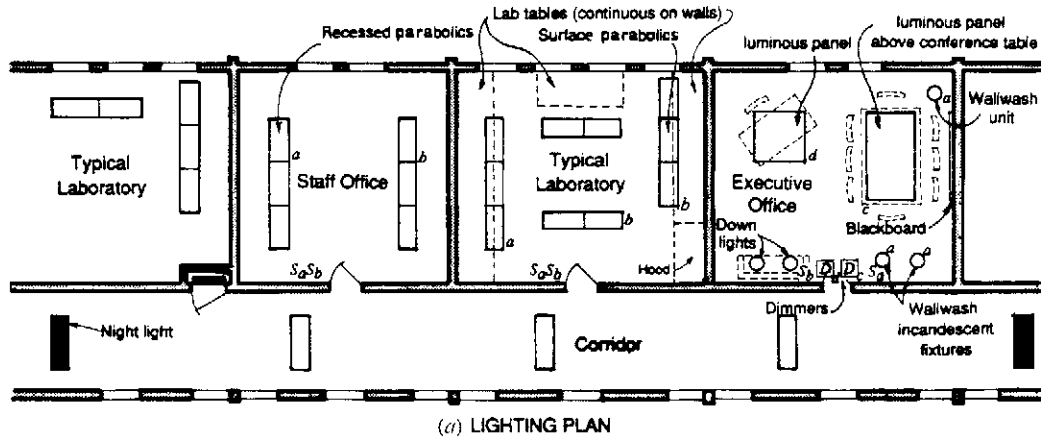 Recessed parabolics
Lab tables (continuous on walls)
Surface parabolics
luminous panel
luminous panel
above conference table
Wallwash
unit
a
Typical
Laboratory
a
Staff Office
b
Typical
Laboratory
b
b
a
d
Executive
Office
c
Blackboard
SaSb
SaSb
Hood
Down
lights
Sb
D
D
a
a
Dimmers
Wallwash
incandescent
fixtures
Night light
Corridor
(a) LIGHTING PLAN